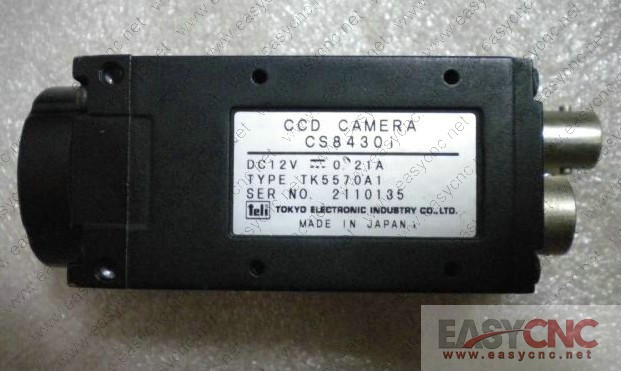 CCD CAMERA
CS8430i
DC12V ⎓ 0.21A
TYPE TK5570A1
SER NO. 2110135
teli TOKYO ELECTRONIC INDUSTRY CO.,LTD.
MADE IN JAPAN
EASYCNC
www.easycnc.net